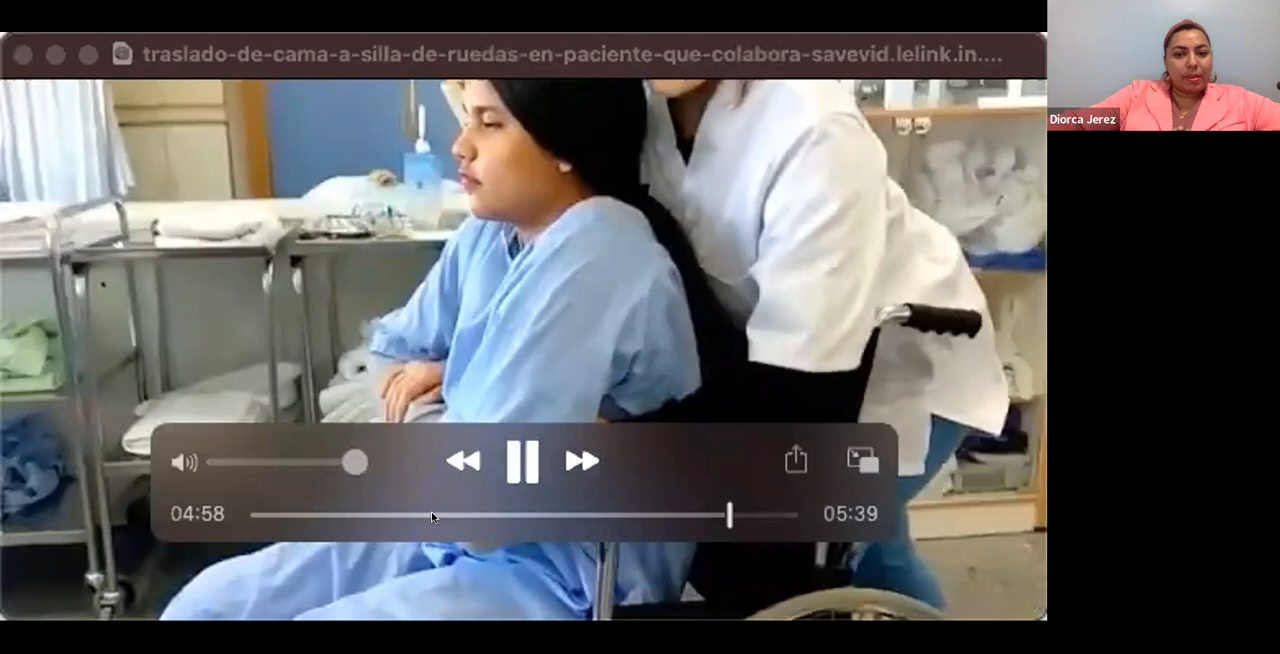 traslado-de-cama-a-silla-de-ruedas-en-paciente-que-colabora-savevid.lelink.in....
Diorca Jerez
04:58
05:39